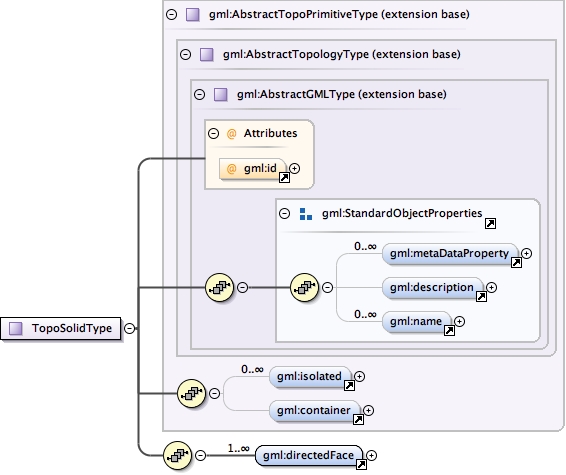 gml:AbstractTopoPrimitiveType (extension base)
gml:AbstractTopologyType (extension base)
gml:AbstractGMLType (extension base)
@ Attributes
@ gml:id
gml:StandardObjectProperties
0..∞
gml:metaDataProperty
gml:description
0..∞
gml:name
TopoSolidType
0..∞
gml:isolated
gml:container
1..∞
gml:directedFace